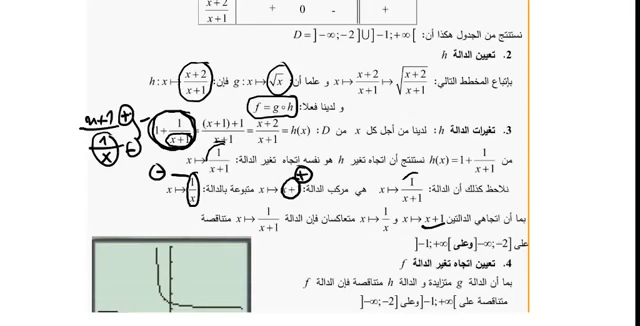 x+2
x+1
+ 0 - +
نستنتج من الجدول هكذا أن: D = ]-∞;-2] ∪ ]-1;+∞[
2. تعيين الدالة h
بإتباع المخطط التالي: x ↦ (x+2)/(x+1) ↦ √((x+2)/(x+1)) و علما أن g : x ↦ √x فإن: h : x ↦ (x+2)/(x+1)
و لدينا فعلا: f = g ∘ h
3. تغيرات الدالة h: لدينا من أجل كل x من D : 1 + 1/(x+1) = ((x+1)+1)/(x+1) = (x+2)/(x+1) = h(x)
من h(x) = 1 + 1/(x+1) نستنتج أن اتجاه تغير h هو نفسه اتجاه تغير الدالة: x ↦ 1/(x+1)
نلاحظ كذلك أن الدالة: x ↦ 1/(x+1) هي مركب الدالة: x ↦ x+1 متبوعة بالدالة: x ↦ 1/x
بما أن اتجاهي الدالتين x ↦ x+1 و x ↦ 1/x متعاكسان فإن الدالة x ↦ 1/(x+1) متناقصة
على ]-∞;-2] وعلى ]-1;+∞[
4. تعيين اتجاه تغير الدالة f
بما أن الدالة g متزايدة و الدالة h متناقصة فإن الدالة f
متناقصة على ]-1;+∞[ وعلى ]-∞;-2]